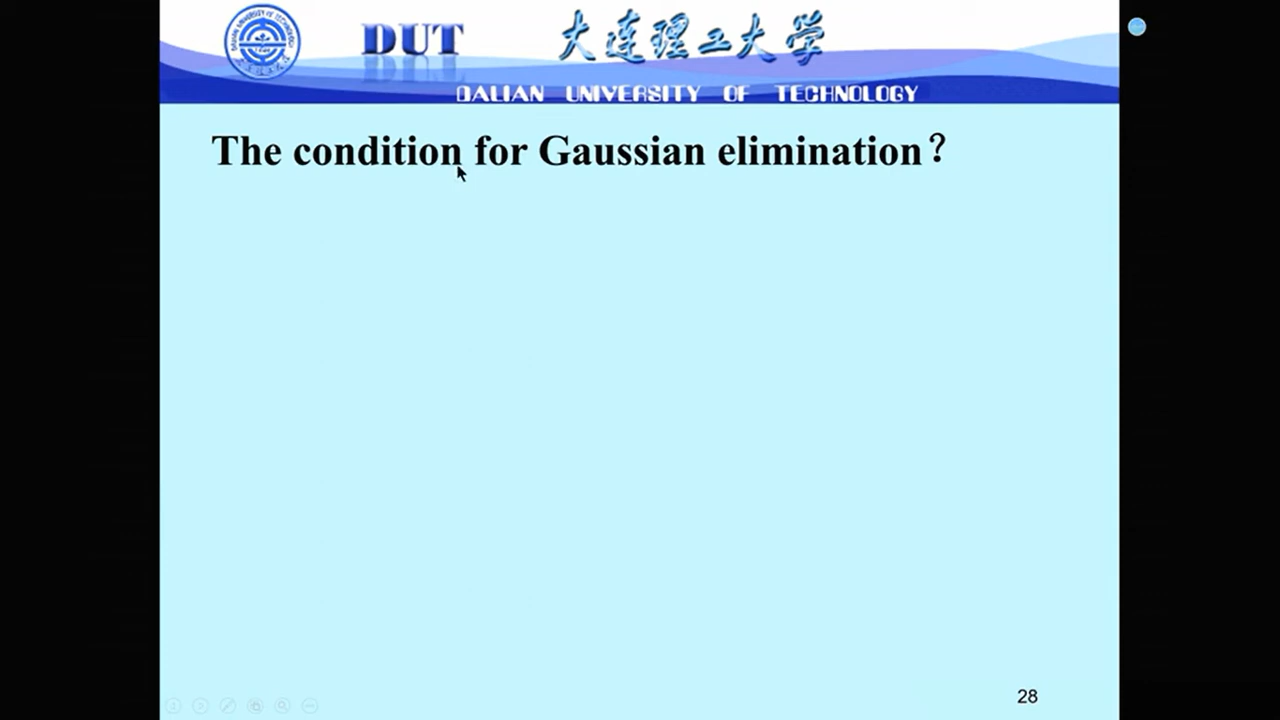 DUT
大连理工大学
DALIAN UNIVERSITY OF TECHNOLOGY
The condition for Gaussian elimination？
28